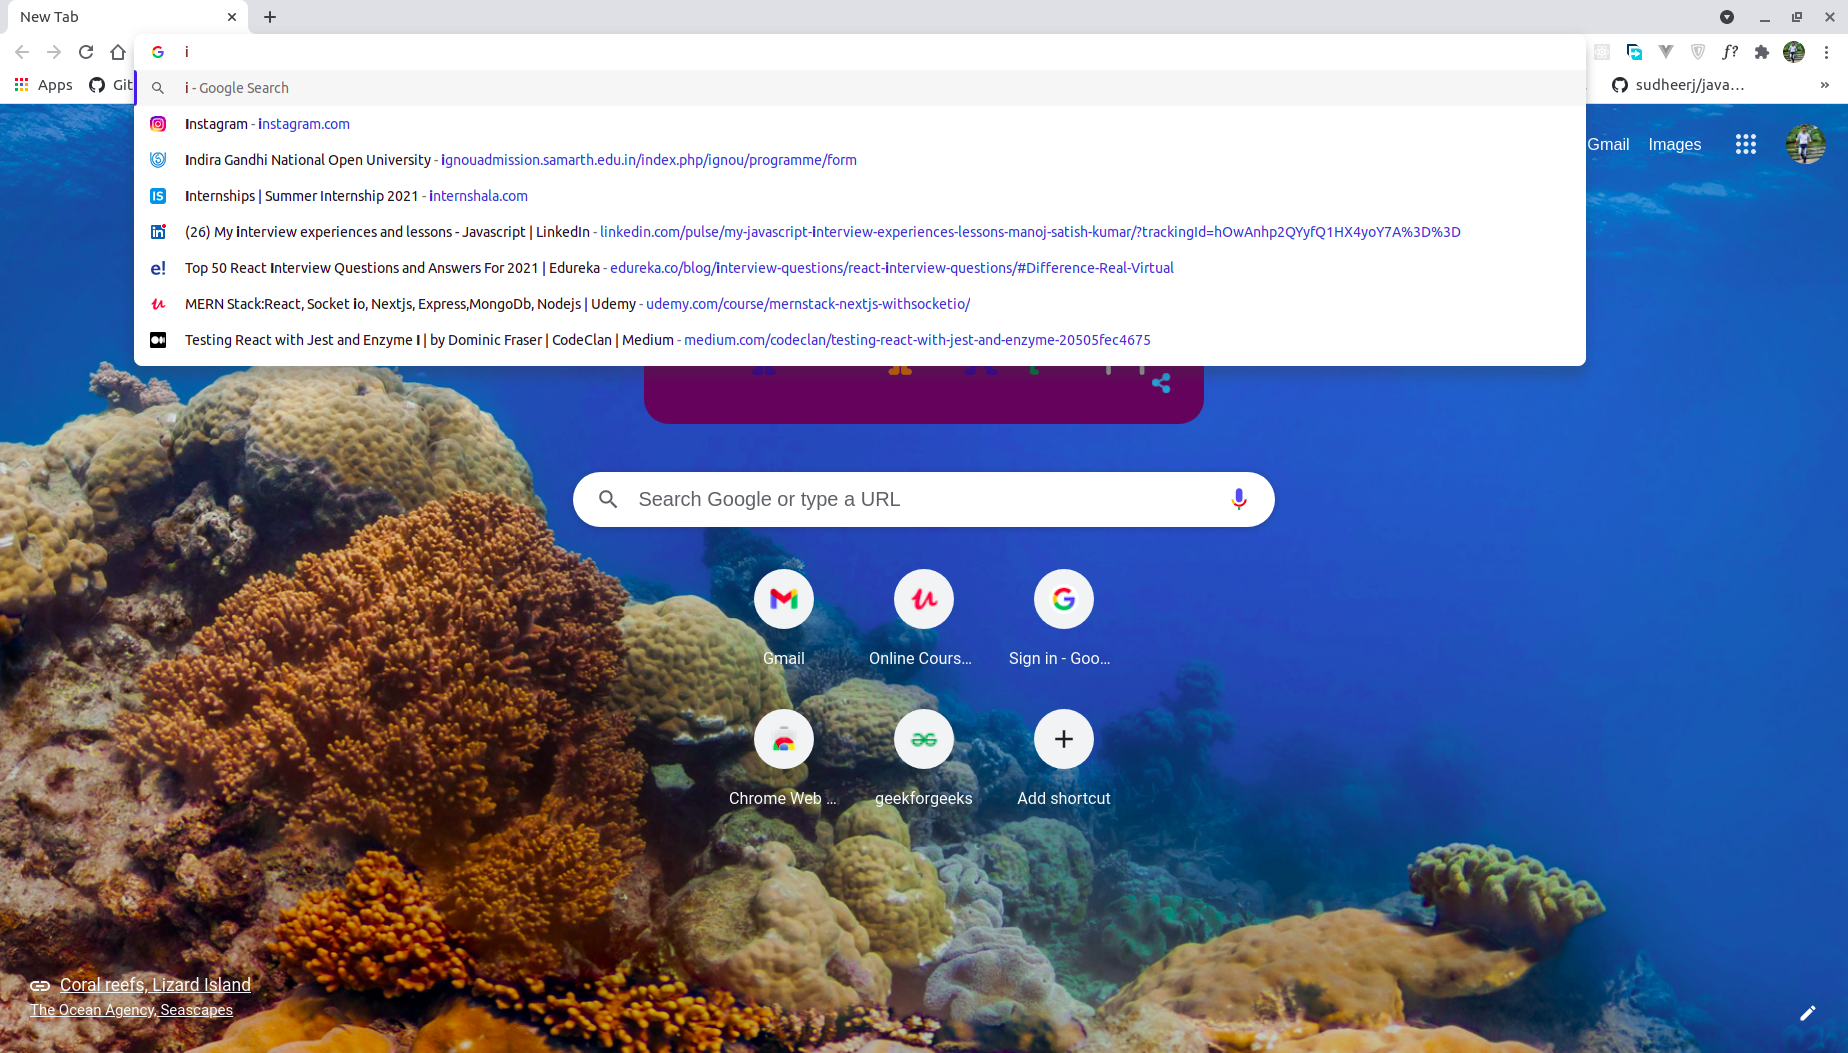 New Tab
i
Apps
Git
sudheerj/java…
i - Google Search
Instagram - instagram.com
Indira Gandhi National Open University - ignouadmission.samarth.edu.in/index.php/ignou/programme/form
Internships | Summer Internship 2021 - internshala.com
(26) My interview experiences and lessons - Javascript | LinkedIn - linkedin.com/pulse/my-javascript-interview-experiences-lessons-manoj-satish-kumar/?trackingId=hOwAnhp2QYyfQ1HX4yoY7A%3D%3D
Top 50 React Interview Questions and Answers For 2021 | Edureka - edureka.co/blog/interview-questions/react-interview-questions/#Difference-Real-Virtual
MERN Stack:React, Socket io, Nextjs, Express,MongoDb, Nodejs | Udemy - udemy.com/course/mernstack-nextjs-withsocketio/
Testing React with Jest and Enzyme I | by Dominic Fraser | CodeClan | Medium - medium.com/codeclan/testing-react-with-jest-and-enzyme-20505fec4675
Gmail Images
Search Google or type a URL
Gmail Online Cours… Sign in - Goo…
Chrome Web … geekforgeeks Add shortcut
Coral reefs, Lizard Island
The Ocean Agency, Seascapes